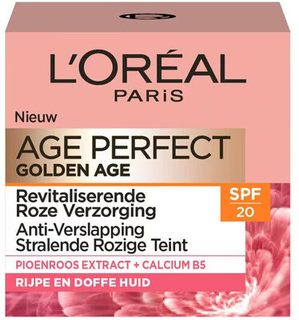 L'ORÉAL
PARIS
Nieuw
AGE PERFECT
GOLDEN AGE
Revitaliserende
Roze Verzorging
SPF
20
Anti-Verslapping
Stralende Rozige Teint
PIOENROOS EXTRACT + CALCIUM B5
RIJPE EN DOFFE HUID